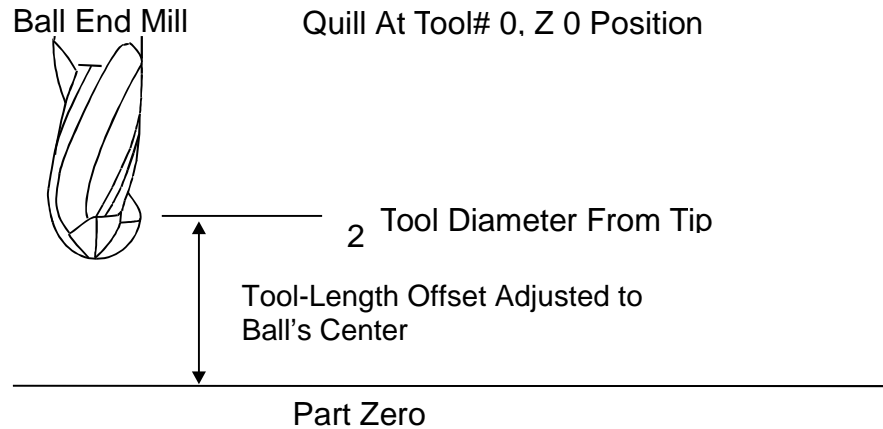 Ball End Mill
Quill At Tool# 0, Z 0 Position
2 Tool Diameter From Tip
Tool-Length Offset Adjusted to
Ball's Center
Part Zero